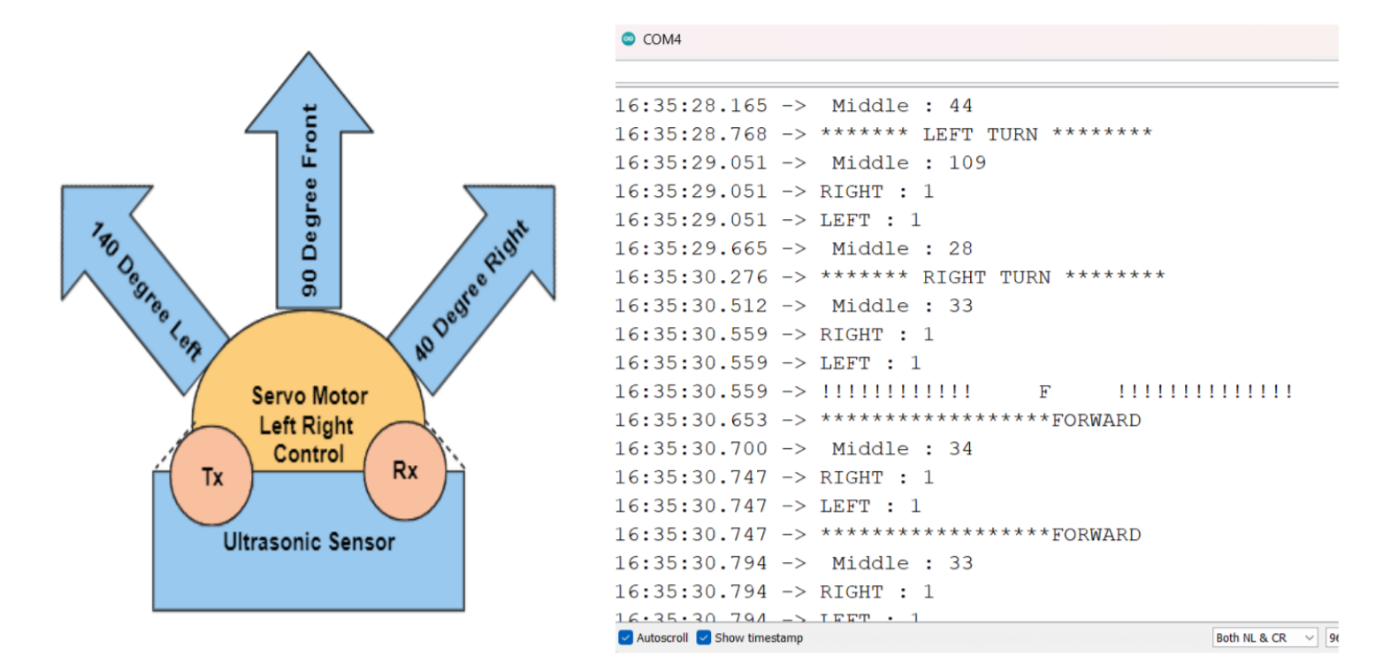 90 Degree Front
140 Degree Left
40 Degree Right
Servo Motor
Left Right
Control
Tx
Rx
Ultrasonic Sensor
COM4
16:35:28.165 -> Middle : 44
16:35:28.768 -> ******* LEFT TURN ********
16:35:29.051 -> Middle : 109
16:35:29.051 -> RIGHT : 1
16:35:29.051 -> LEFT : 1
16:35:29.665 -> Middle : 28
16:35:30.276 -> ******* RIGHT TURN ********
16:35:30.512 -> Middle : 33
16:35:30.559 -> RIGHT : 1
16:35:30.559 -> LEFT : 1
16:35:30.559 -> !!!!!!!!!!!! F !!!!!!!!!!!!!!
16:35:30.653 -> ******************FORWARD
16:35:30.700 -> Middle : 34
16:35:30.747 -> RIGHT : 1
16:35:30.747 -> LEFT : 1
16:35:30.747 -> ******************FORWARD
16:35:30.794 -> Middle : 33
16:35:30.794 -> RIGHT : 1
16:35:30.794 -> LEFT : 1
Autoscroll Show timestamp
Both NL & CR